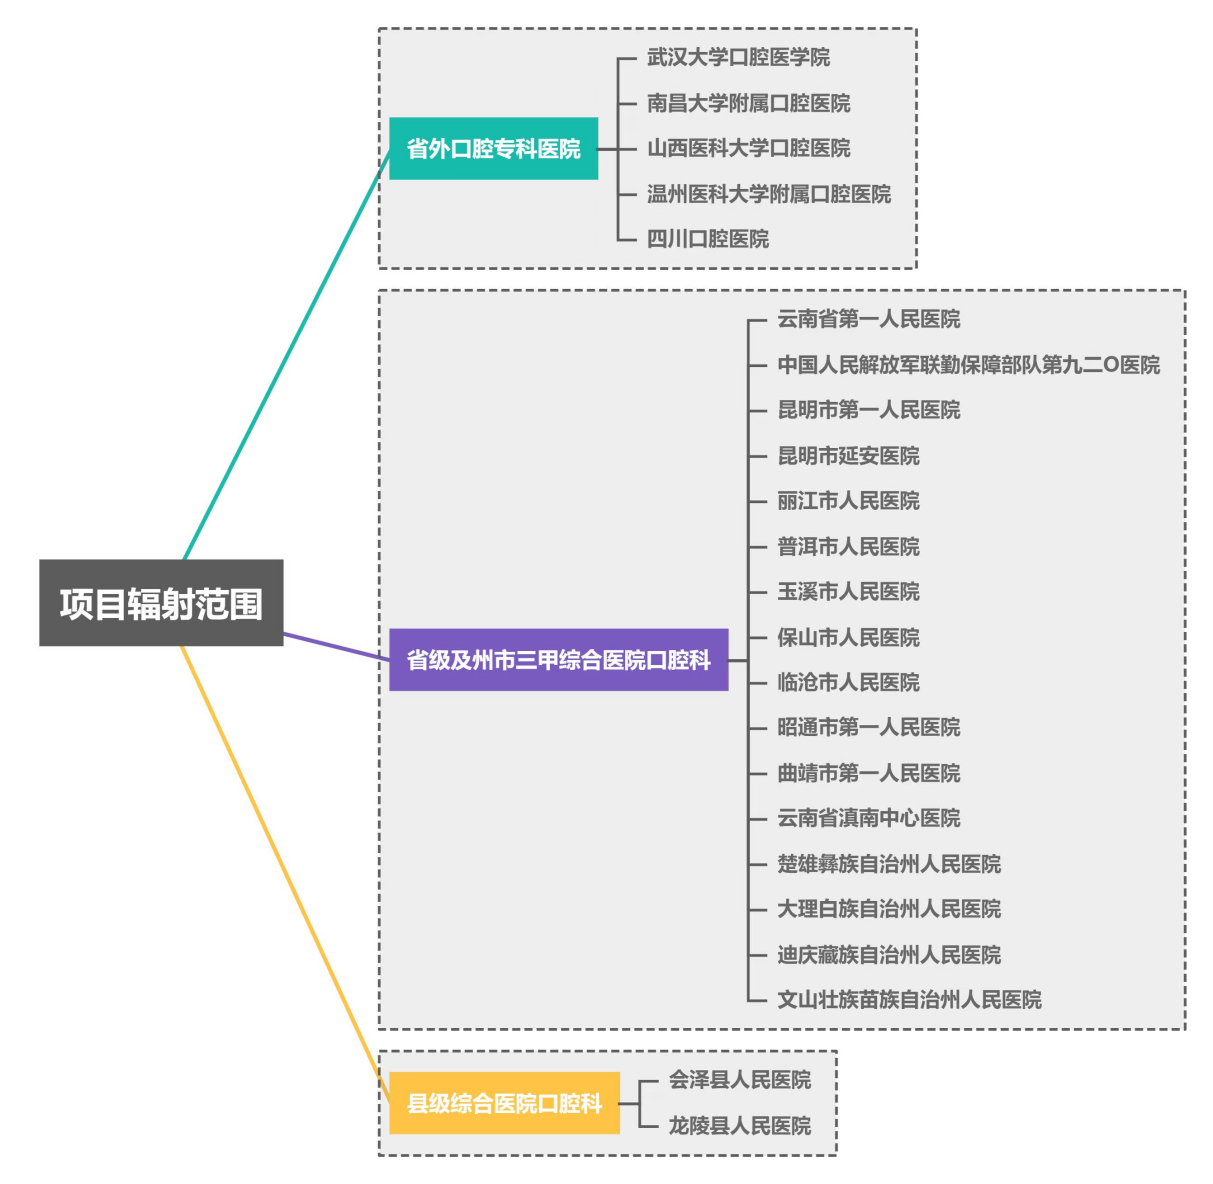 项目辐射范围
省外口腔专科医院
武汉大学口腔医学院
南昌大学附属口腔医院
山西医科大学口腔医院
温州医科大学附属口腔医院
四川口腔医院
省级及州市三甲综合医院口腔科
云南省第一人民医院
中国人民解放军联勤保障部队第九二O医院
昆明市第一人民医院
昆明市延安医院
丽江市人民医院
普洱市人民医院
玉溪市人民医院
保山市人民医院
临沧市人民医院
昭通市第一人民医院
曲靖市第一人民医院
云南省滇南中心医院
楚雄彝族自治州人民医院
大理白族自治州人民医院
迪庆藏族自治州人民医院
文山壮族苗族自治州人民医院
县级综合医院口腔科
会泽县人民医院
龙陵县人民医院